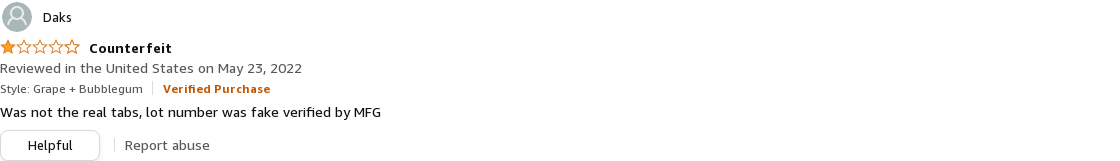 Daks
Counterfeit
Reviewed in the United States on May 23, 2022
Style: Grape + Bubblegum Verified Purchase
Was not the real tabs, lot number was fake verified by MFG
Helpful Report abuse